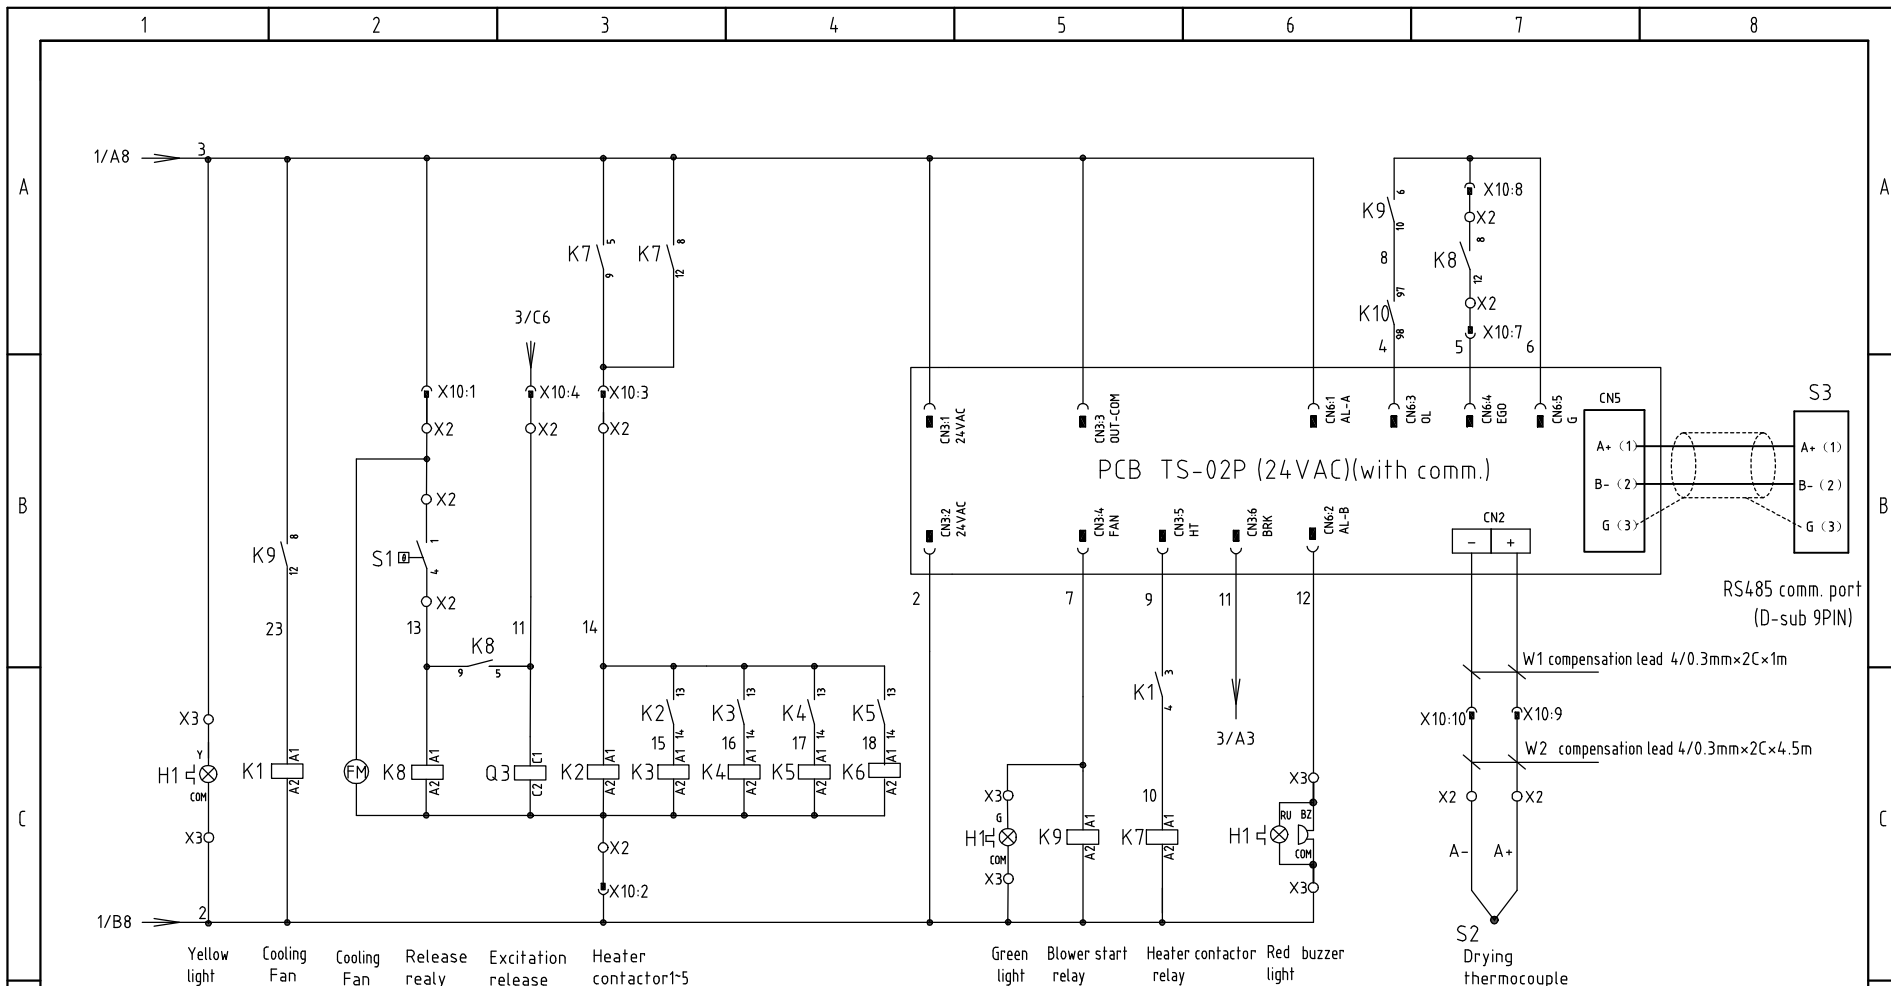 1 2 3 4 5 6 7 8
A A
1/A8 3
K9 6 10
8
K10 97 98
4
X10:8
X2
K8 8 12
X2
X10:7
5 6
K7 5 9
K7 8 12
3/C6
B B
X10:1 X10:4 X10:3
X2 X2 X2
X2
S1 θ 1 4
X2
K9 8 12
23 13 11 14
K8 9 5
CN3:1 24VAC
CN3:3 OUT-COM
CN6:1 AL-A
CN6:3 OL
CN6:4 EGO
CN6:5 G
PCB TS-02P (24VAC)(with comm.)
CN3:2 24VAC
CN3:4 FAN
CN3:5 HT
CN3:6 BRK
CN6:2 AL-B
CN2
- +
CN5
A+ (1)
B- (2)
G (3)
S3
A+ (1)
B- (2)
G (3)
RS485 comm. port
(D-sub 9PIN)
2 7 9 11 12
W1 compensation lead 4/0.3mm×2C×1m
X10:10 X10:9
W2 compensation lead 4/0.3mm×2C×4.5m
X2 X2
A- A+
S2
C C
K2 13 14 K3 13 14 K4 13 14 K5 13 14
15 16 17 18
X3
Y
H1
COM
X3
K1 A1 A2
FM
K8 A1 A2
Q3 C1 C2
K2 A1 A2
K3 A1 A2
K4 A1 A2
K5 A1 A2
K6 A1 A2
X2
X10:2
K1 3 4
3/A3
10
X3
G
H1
COM
X3
K9 A1 A2
K7 A1 A2
X3
RU BZ
H1
COM
X3
1/B8 2
Yellow
light
Cooling
Fan
Cooling
Fan
Release
realy
Excitation
release
Heater
contactor1~5
Green
light
Blower start
relay
Heater contactor
relay
Red buzzer
light
Drying
thermocouple